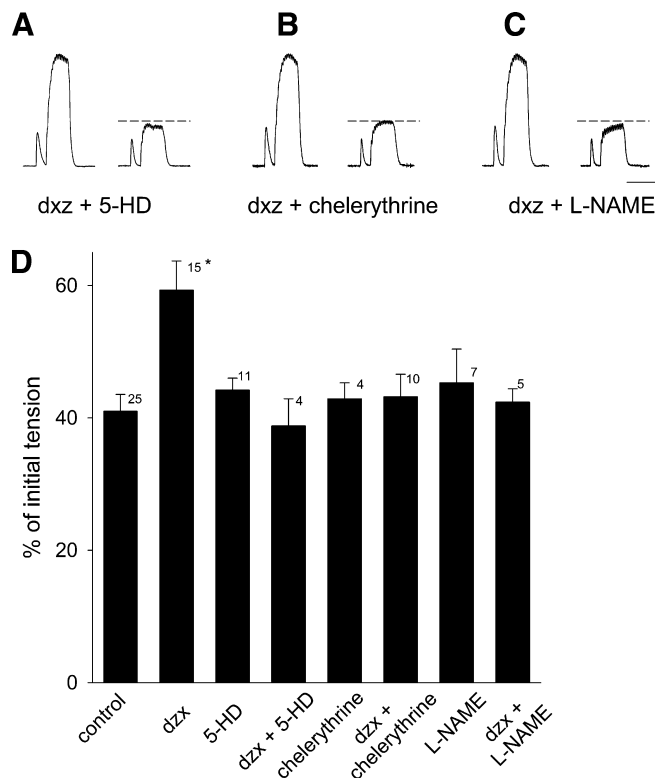 A B C
dxz + 5-HD dxz + chelerythrine dxz + L-NAME
D
% of initial tension
60
40
20
0
25
15 *
11
4
4
10
7
5
control
dzx
5-HD
dzx + 5-HD
chelerythrine
dzx +
chelerythrine
L-NAME
dzx +
L-NAME